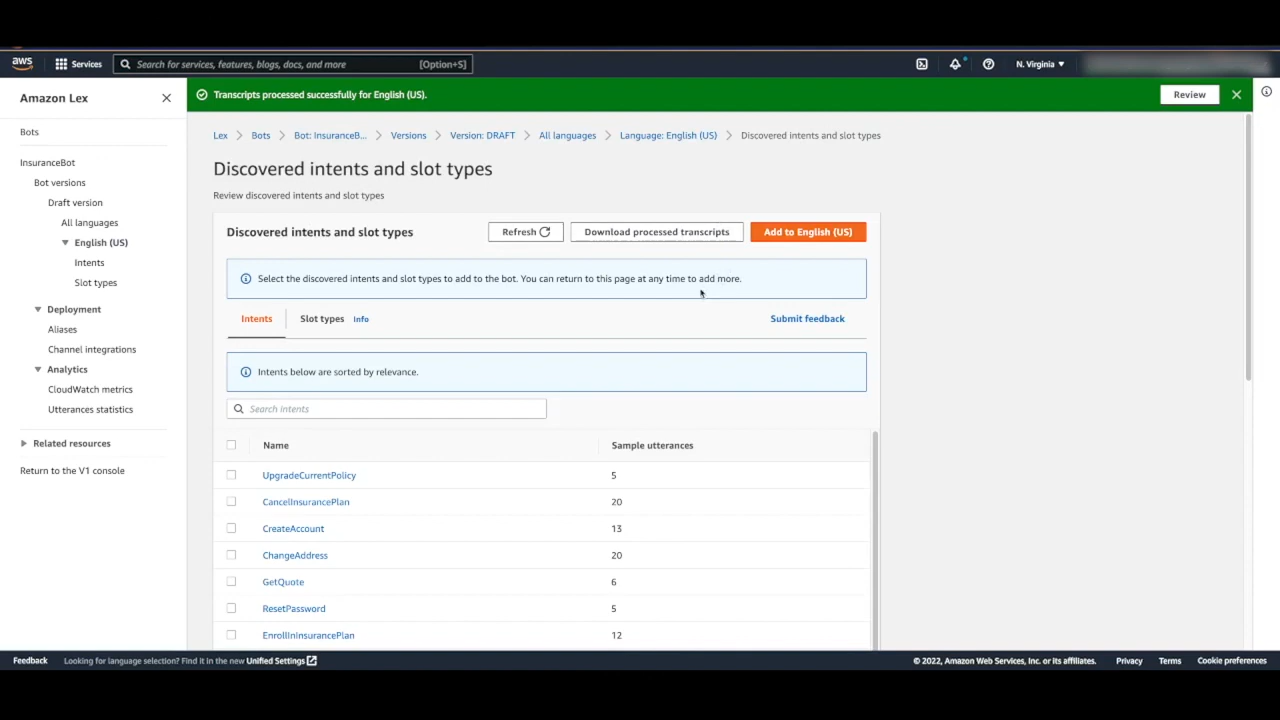 aws
Services
Search for services, features, blogs, docs, and more
[Option+S]
N. Virginia
Amazon Lex
Transcripts processed successfully for English (US).
Review
Bots
InsuranceBot
Bot versions
Draft version
All languages
English (US)
Intents
Slot types
Deployment
Aliases
Channel integrations
Analytics
CloudWatch metrics
Utterances statistics
Related resources
Return to the V1 console
Lex > Bots > Bot: InsuranceB... > Versions > Version: DRAFT > All languages > Language: English (US) > Discovered intents and slot types
Discovered intents and slot types
Review discovered intents and slot types
Discovered intents and slot types
Refresh
Download processed transcripts
Add to English (US)
Select the discovered intents and slot types to add to the bot. You can return to this page at any time to add more.
Intents
Slot types Info
Submit feedback
Intents below are sorted by relevance.
Search Intents
Name Sample utterances
UpgradeCurrentPolicy 5
CancelInsurancePlan 20
CreateAccount 13
ChangeAddress 20
GetQuote 6
ResetPassword 5
EnrollInInsurancePlan 12
Feedback Looking for language selection? Find it in the new Unified Settings © 2022, Amazon Web Services, Inc. or its affiliates. Privacy Terms Cookie preferences